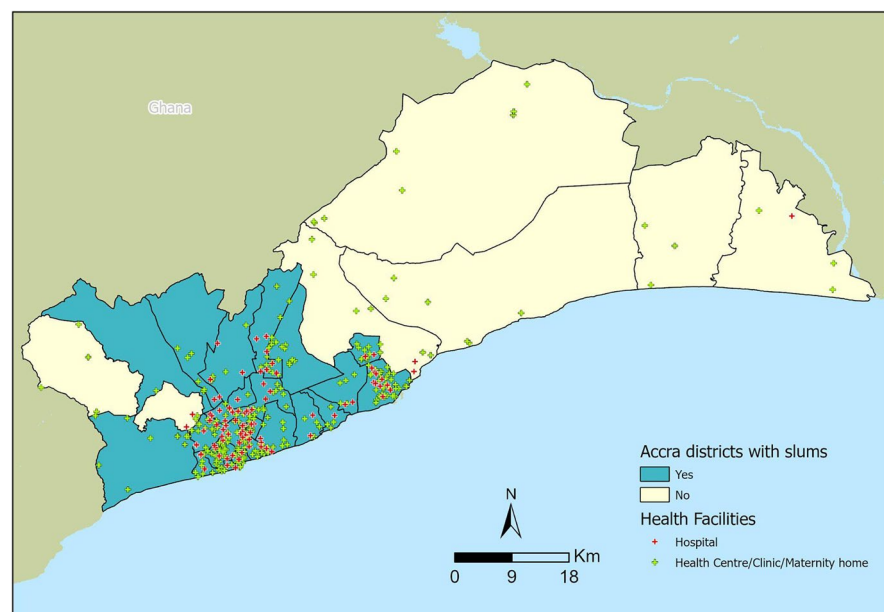 Ghana
Accra districts with slums
Yes
No
Health Facilities
Hospital
Health Centre/Clinic/Maternity home
N
Km
0 9 18